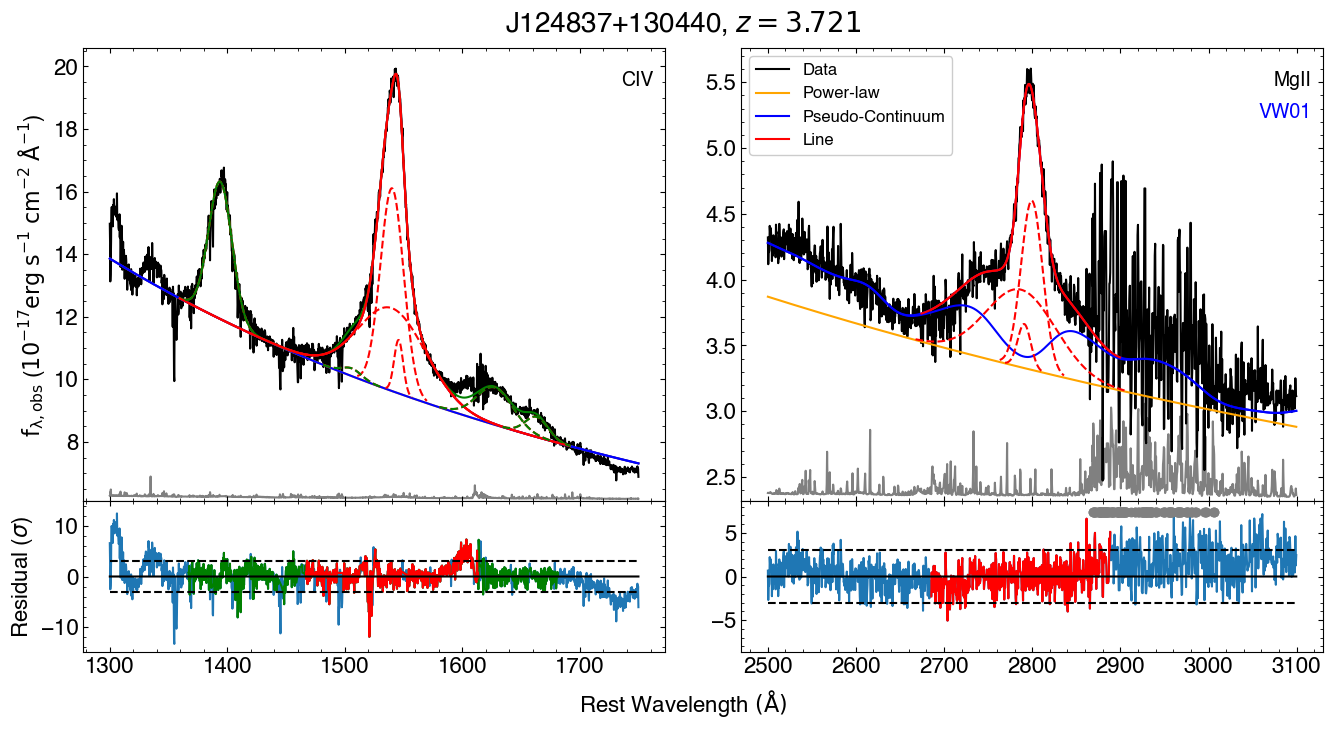 J124837+130440, z = 3.721
CIV
MgII
VW01
Data
Power-law
Pseudo-Continuum
Line
f_λ,obs (10⁻¹⁷erg s⁻¹ cm⁻² Å⁻¹)
20
18
16
14
12
10
8
5.5
5.0
4.5
4.0
3.5
3.0
2.5
Residual (σ)
10
0
−10
5
0
−5
1300 1400 1500 1600 1700
2500 2600 2700 2800 2900 3000 3100
Rest Wavelength (Å)